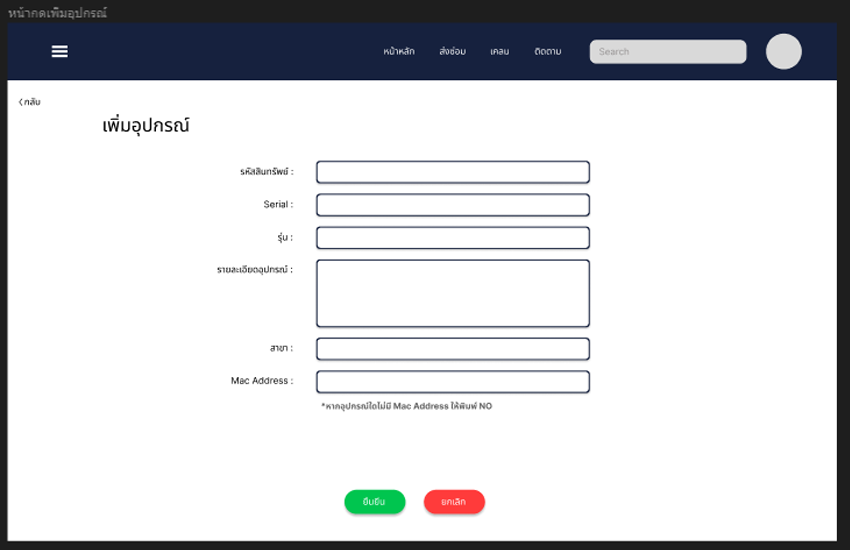 หน้ากดเพิ่มอุปกรณ์
หน้าหลัก ส่งซ่อม เคลม ติดตาม Search
กลับ
เพิ่มอุปกรณ์
รหัสสินทรัพย์ :
Serial :
รุ่น :
รายละเอียดอุปกรณ์ :
สาขา :
Mac Address :
*หากอุปกรณ์ใดไม่มี Mac Address ให้พิมพ์ NO
ยืนยัน ยกเลิก